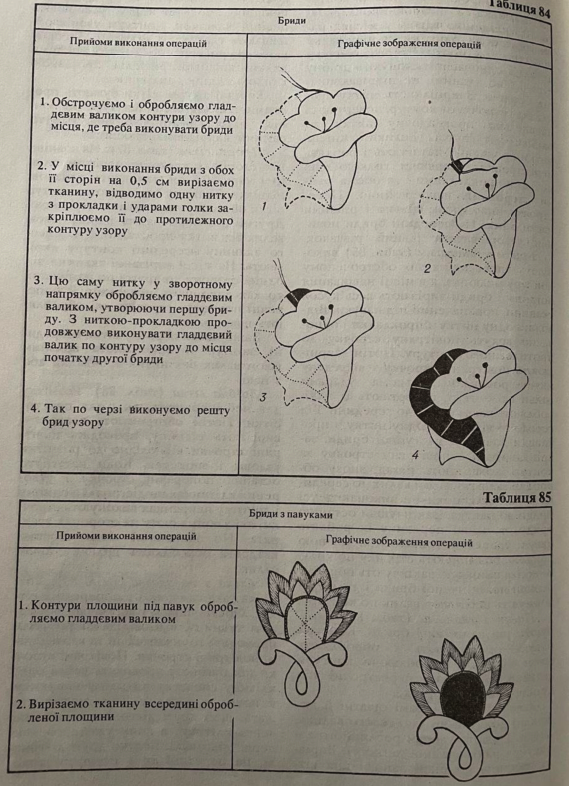 Таблиця 84
Бриди
Прийоми виконання операцій
Графічне зображення операцій
1. Обстрочуємо і обробляємо глад-
дєвим валиком контури узору до
місця, де треба виконувати бриди
2. У місці виконання бриди з обох
її сторін на 0,5 см вирізаємо
тканину, відводимо одну нитку
з прокладки і ударами голки за-
кріплюємо її до протилежного
контуру узору
3. Цю саму нитку у зворотному
напрямку обробляємо гладдєвим
валиком, утворюючи першу бри-
ду. З ниткою-прокладкою про-
довжуємо виконувати гладдєвий
валик по контуру узору до місця
початку другої бриди
4. Так по черзі виконуємо решту
брид узору
1
2
3
4
Таблиця 85
Бриди з павуками
Прийоми виконання операцій
Графічне зображення операцій
1. Контури площини під павук оброб-
ляємо гладдєвим валиком
2. Вирізаємо тканину всередині оброб-
леної площини